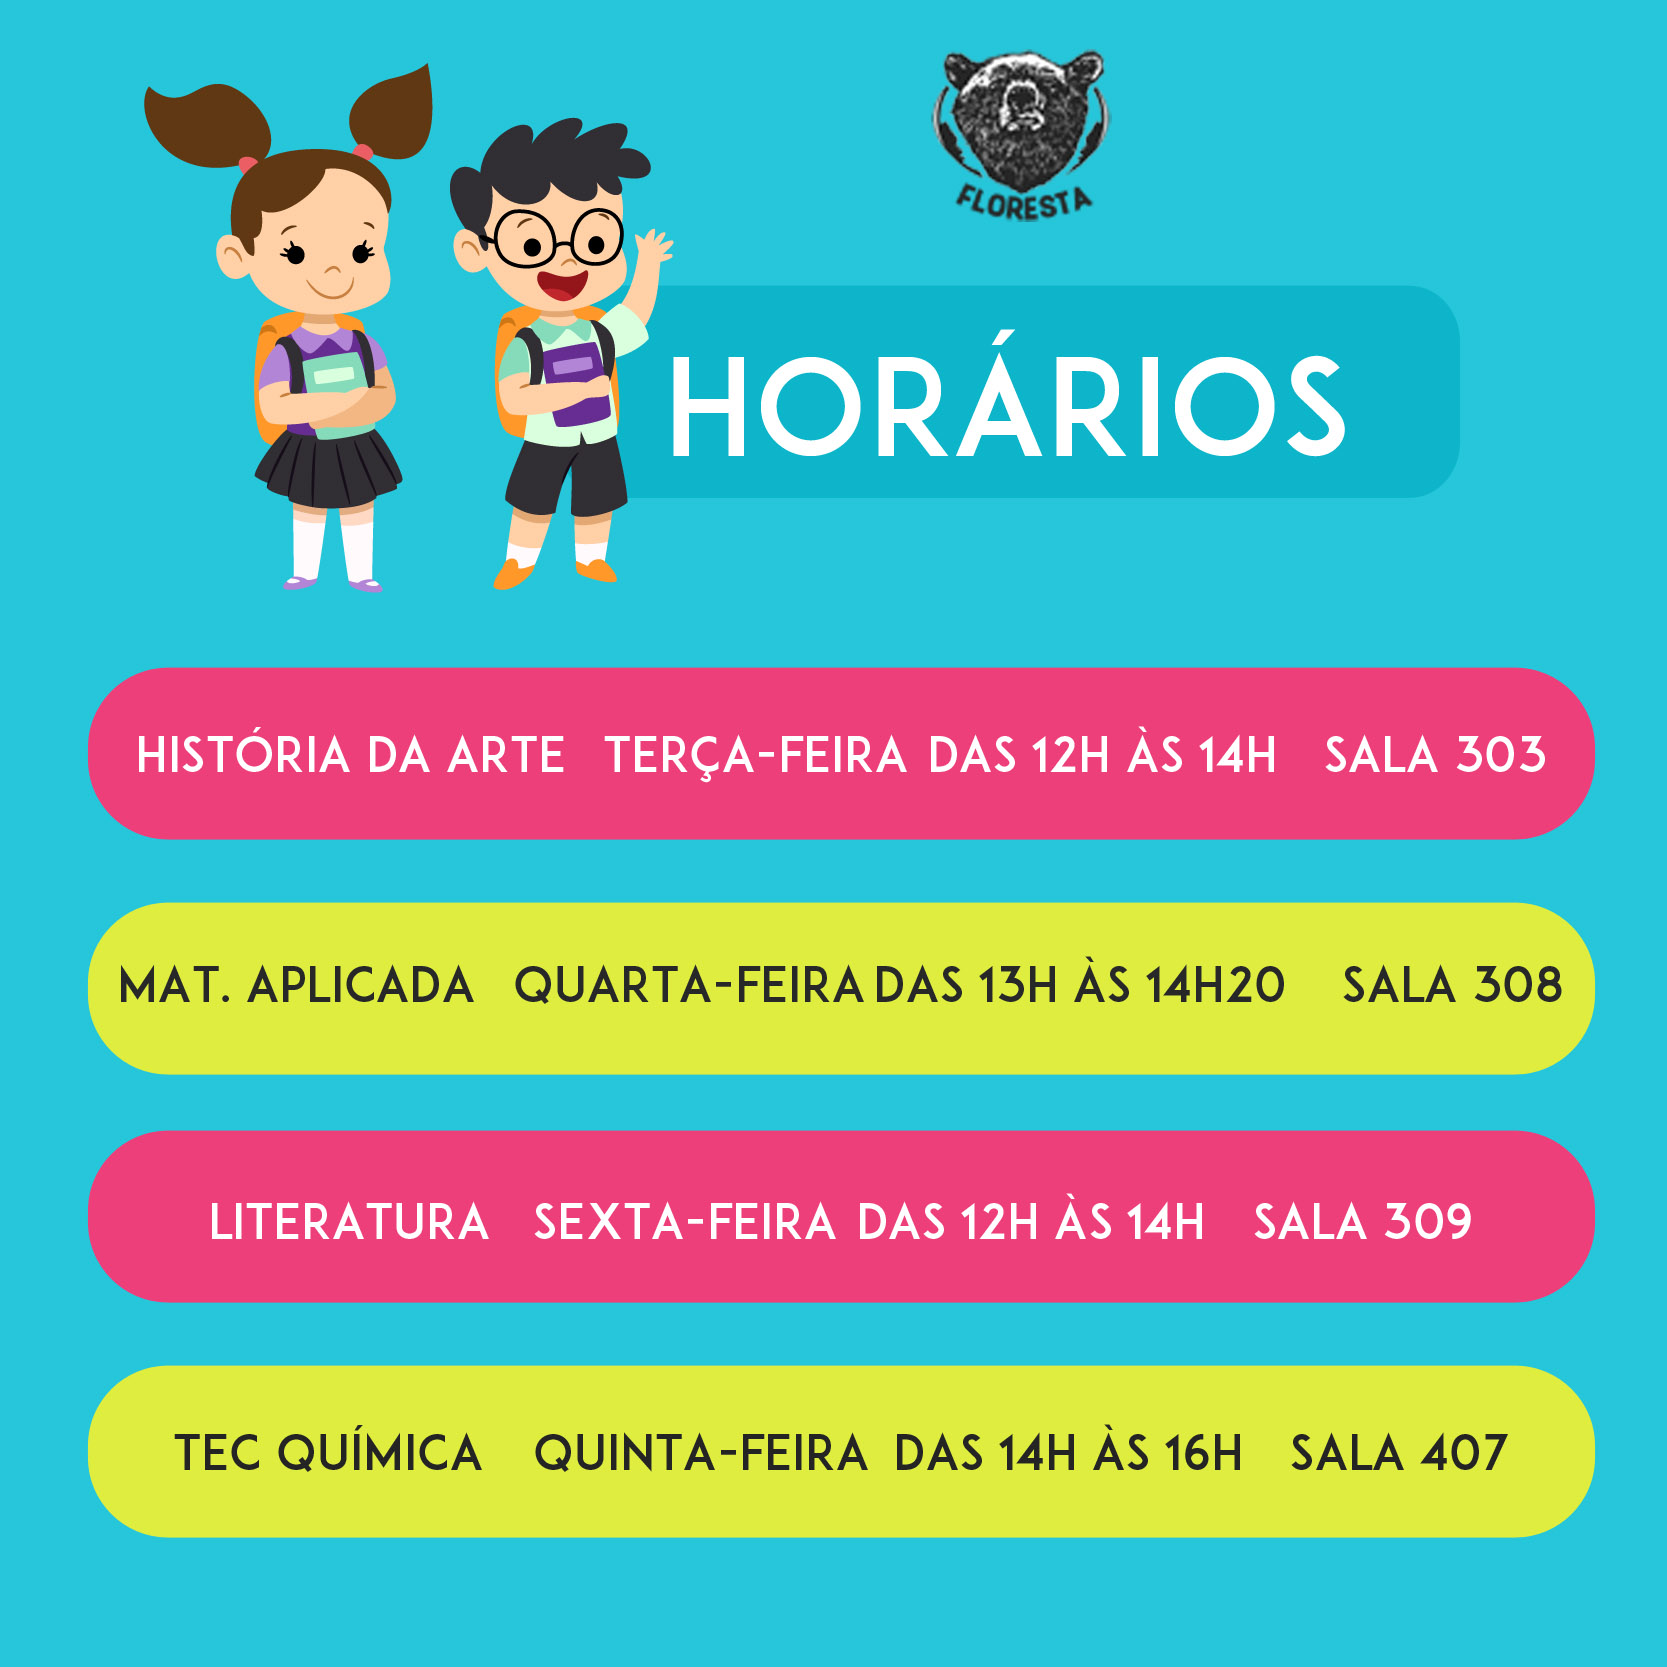 FLORESTA
HORÁRIOS
HISTÓRIA DA ARTE TERÇA-FEIRA DAS 12H ÀS 14H SALA 303
MAT. APLICADA QUARTA-FEIRA DAS 13H ÀS 14H20 SALA 308
LITERATURA SEXTA-FEIRA DAS 12H ÀS 14H SALA 309
TEC QUÍMICA QUINTA-FEIRA DAS 14H ÀS 16H SALA 407